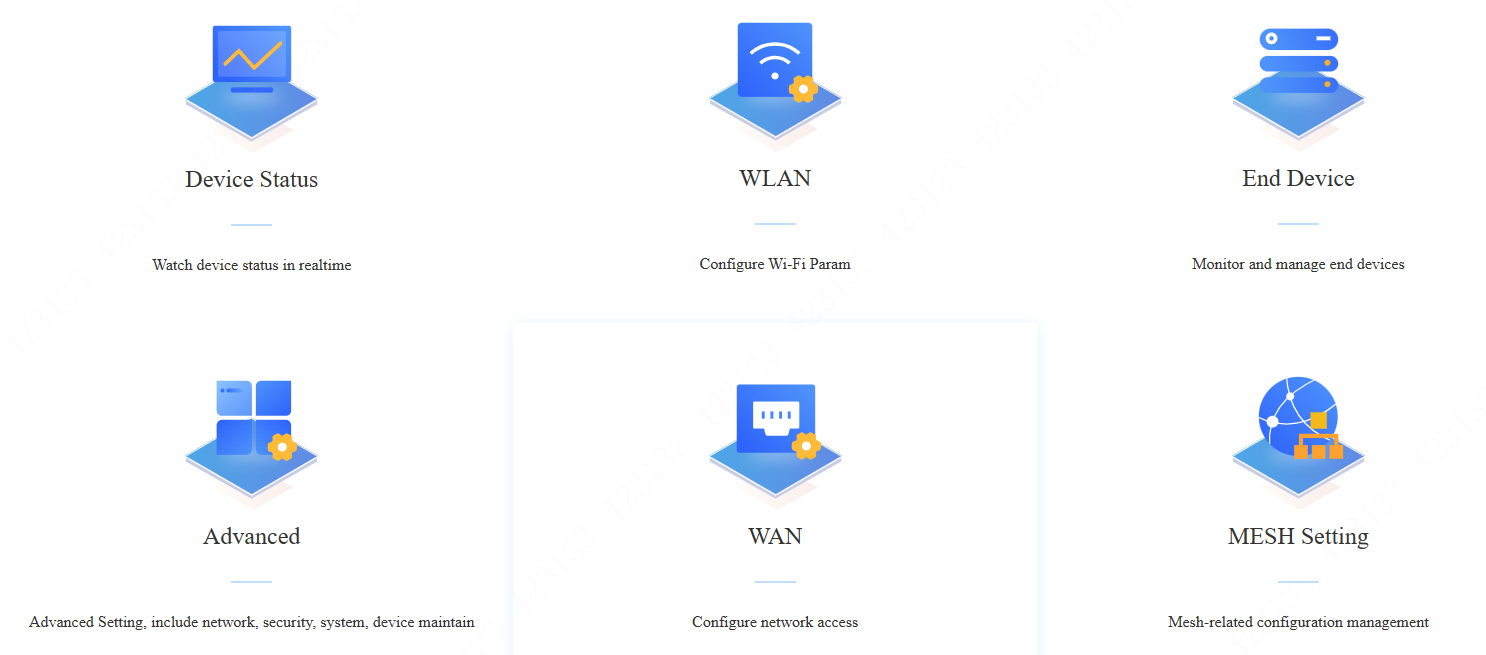 Device Status
WLAN
End Device
Watch device status in realtime
Configure Wi-Fi Param
Monitor and manage end devices
Advanced
WAN
MESH Setting
Advanced Setting, include network, security, system, device maintain
Configure network access
Mesh-related configuration management
423133